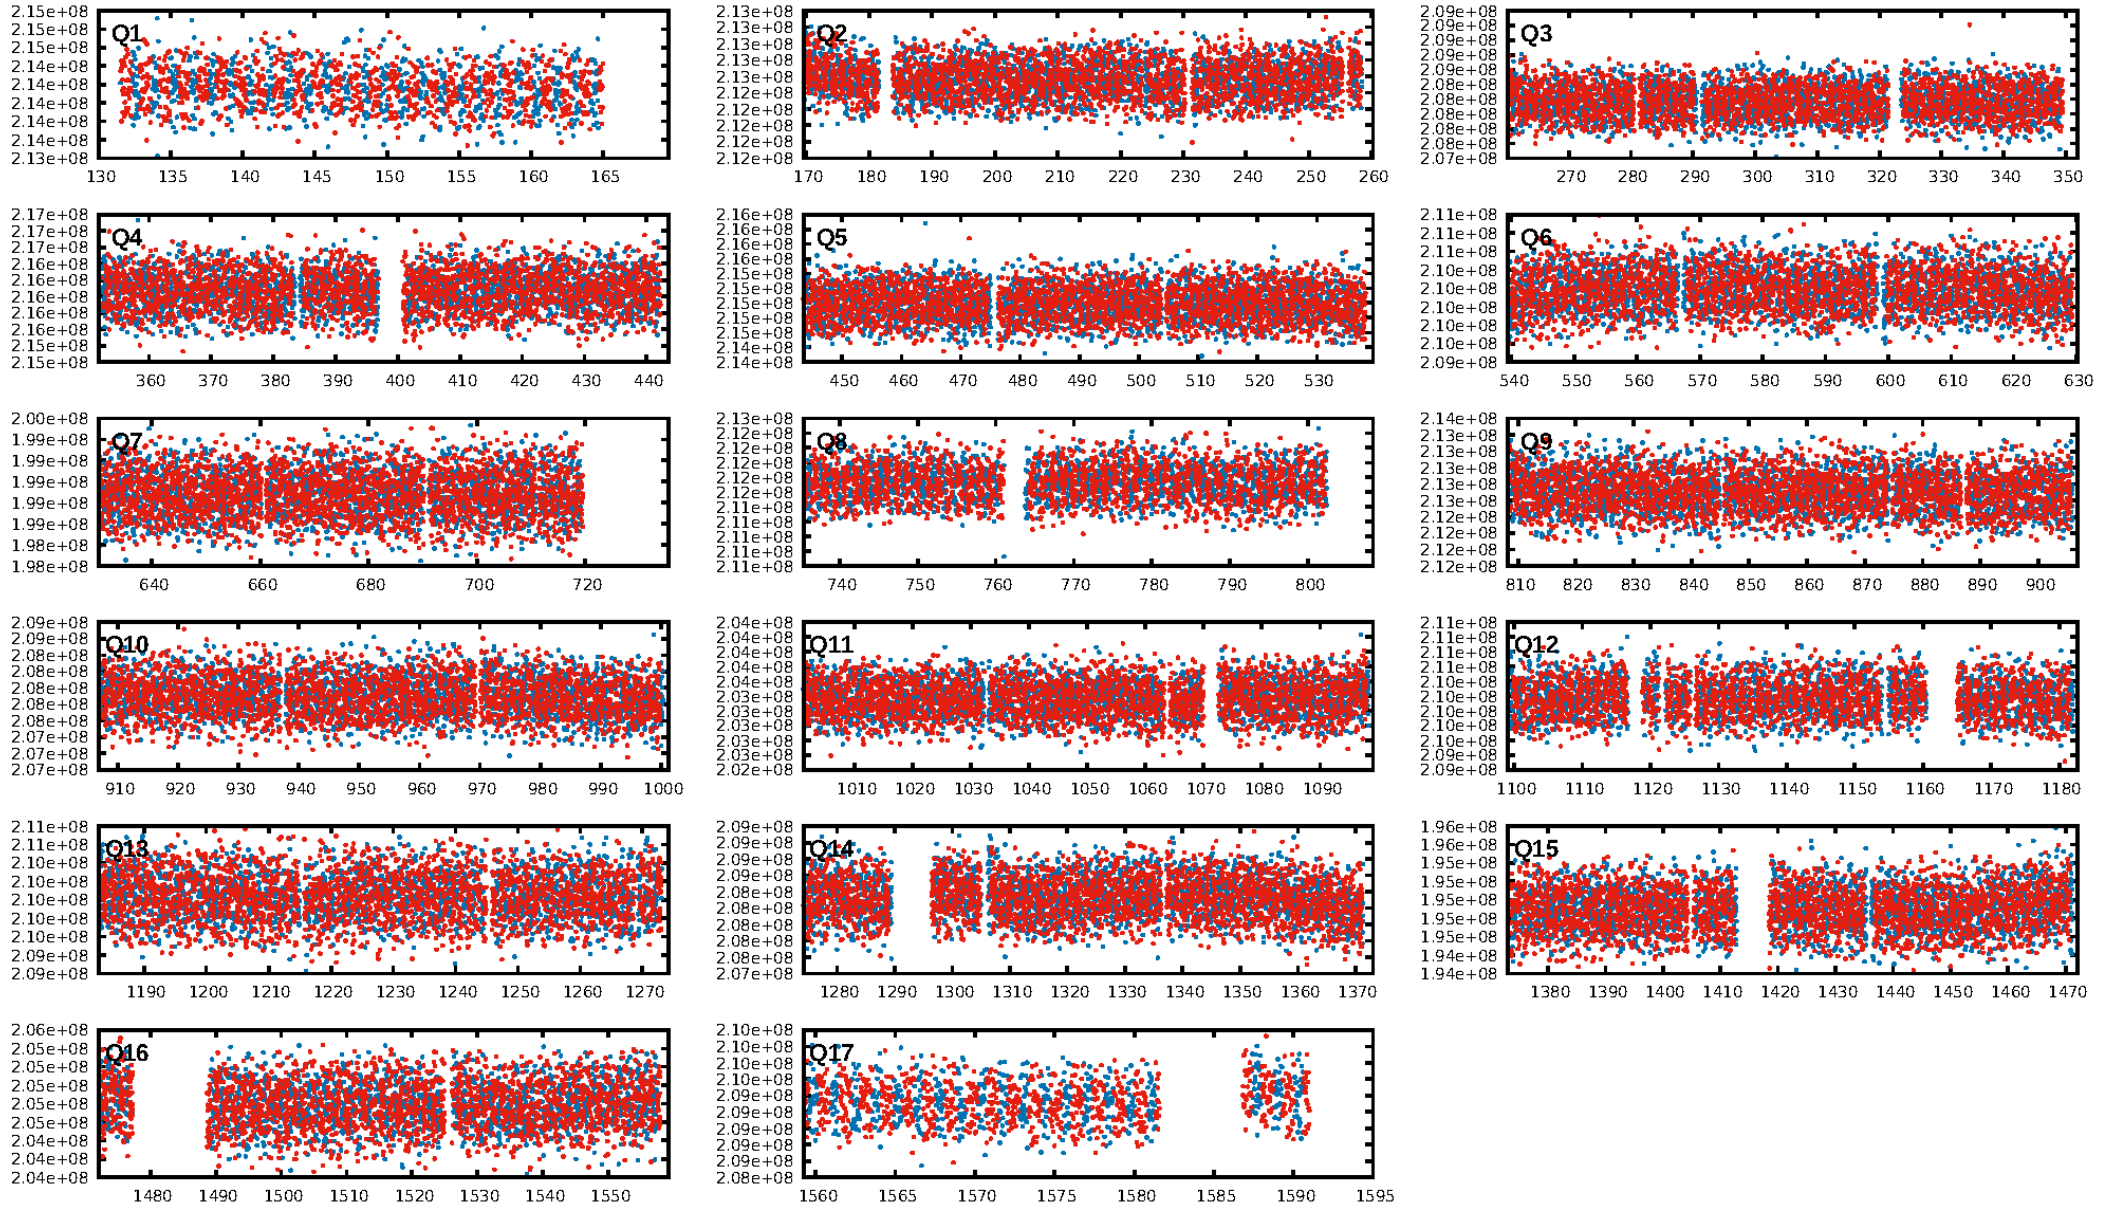 2.15e+08 2.15e+08 2.15e+08 2.14e+08 2.14e+08 2.14e+08 2.14e+08 2.14e+08 2.13e+08
Q1
130 135 140 145 150 155 160 165
2.13e+08 2.13e+08 2.13e+08 2.13e+08 2.13e+08 2.12e+08 2.12e+08 2.12e+08 2.12e+08 2.12e+08
Q2
170 180 190 200 210 220 230 240 250 260
2.09e+08 2.09e+08 2.09e+08 2.09e+08 2.09e+08 2.08e+08 2.08e+08 2.08e+08 2.08e+08 2.07e+08 2.07e+08
Q3
270 280 290 300 310 320 330 340 350
2.17e+08 2.17e+08 2.17e+08 2.16e+08 2.16e+08 2.16e+08 2.16e+08 2.16e+08 2.15e+08 2.15e+08
Q4
360 370 380 390 400 410 420 430 440
2.16e+08 2.16e+08 2.16e+08 2.15e+08 2.15e+08 2.15e+08 2.15e+08 2.15e+08 2.15e+08 2.14e+08 2.14e+08
Q5
450 460 470 480 490 500 510 520 530
2.11e+08 2.11e+08 2.11e+08 2.10e+08 2.10e+08 2.10e+08 2.10e+08 2.10e+08 2.09e+08
Q6
540 550 560 570 580 590 600 610 620 630
2.00e+08 1.99e+08 1.99e+08 1.99e+08 1.99e+08 1.99e+08 1.98e+08 1.98e+08
Q7
640 660 680 700 720
2.13e+08 2.12e+08 2.12e+08 2.12e+08 2.12e+08 2.12e+08 2.11e+08 2.11e+08 2.11e+08 2.11e+08
Q8
740 750 760 770 780 790 800
2.14e+08 2.13e+08 2.13e+08 2.13e+08 2.13e+08 2.13e+08 2.12e+08 2.12e+08 2.12e+08 2.12e+08
Q9
810 820 830 840 850 860 870 880 890 900
2.09e+08 2.09e+08 2.08e+08 2.08e+08 2.08e+08 2.08e+08 2.08e+08 2.07e+08 2.07e+08 2.07e+08
Q10
910 920 930 940 950 960 970 980 990 1000
2.04e+08 2.04e+08 2.04e+08 2.04e+08 2.04e+08 2.03e+08 2.03e+08 2.03e+08 2.03e+08 2.03e+08 2.02e+08
Q11
1010 1020 1030 1040 1050 1060 1070 1080 1090
2.11e+08 2.11e+08 2.11e+08 2.11e+08 2.10e+08 2.10e+08 2.10e+08 2.10e+08 2.10e+08 2.09e+08 2.09e+08
Q12
1100 1110 1120 1130 1140 1150 1160 1170 1180
2.11e+08 2.11e+08 2.10e+08 2.10e+08 2.10e+08 2.10e+08 2.10e+08 2.09e+08 2.09e+08
Q13
1190 1200 1210 1220 1230 1240 1250 1260 1270
2.09e+08 2.09e+08 2.09e+08 2.09e+08 2.08e+08 2.08e+08 2.08e+08 2.08e+08 2.08e+08 2.07e+08
Q14
1280 1290 1300 1310 1320 1330 1340 1350 1360 1370
1.96e+08 1.96e+08 1.95e+08 1.95e+08 1.95e+08 1.95e+08 1.95e+08 1.94e+08 1.94e+08
Q15
1380 1390 1400 1410 1420 1430 1440 1450 1460 1470
2.06e+08 2.05e+08 2.05e+08 2.05e+08 2.05e+08 2.05e+08 2.04e+08 2.04e+08 2.04e+08
Q16
1480 1490 1500 1510 1520 1530 1540 1550
2.10e+08 2.10e+08 2.10e+08 2.10e+08 2.09e+08 2.09e+08 2.09e+08 2.09e+08 2.09e+08 2.08e+08
Q17
1560 1565 1570 1575 1580 1585 1590 1595